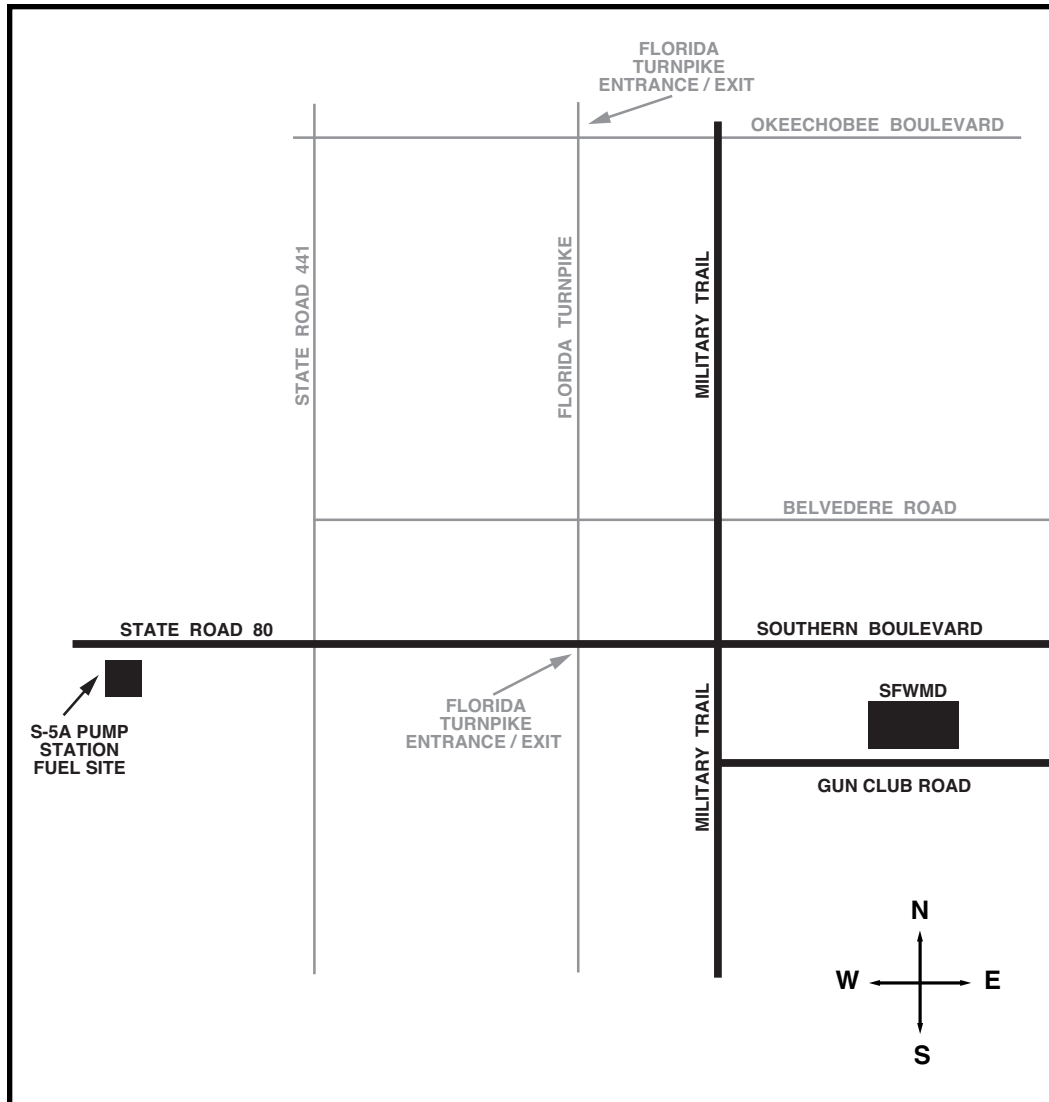 FLORIDA
TURNPIKE
ENTRANCE / EXIT
OKEECHOBEE BOULEVARD
STATE ROAD 441
FLORIDA TURNPIKE
MILITARY TRAIL
BELVEDERE ROAD
STATE ROAD 80
SOUTHERN BOULEVARD
S-5A PUMP
STATION
FUEL SITE
FLORIDA
TURNPIKE
ENTRANCE / EXIT
MILITARY TRAIL
SFWMD
GUN CLUB ROAD
N
W
E
S